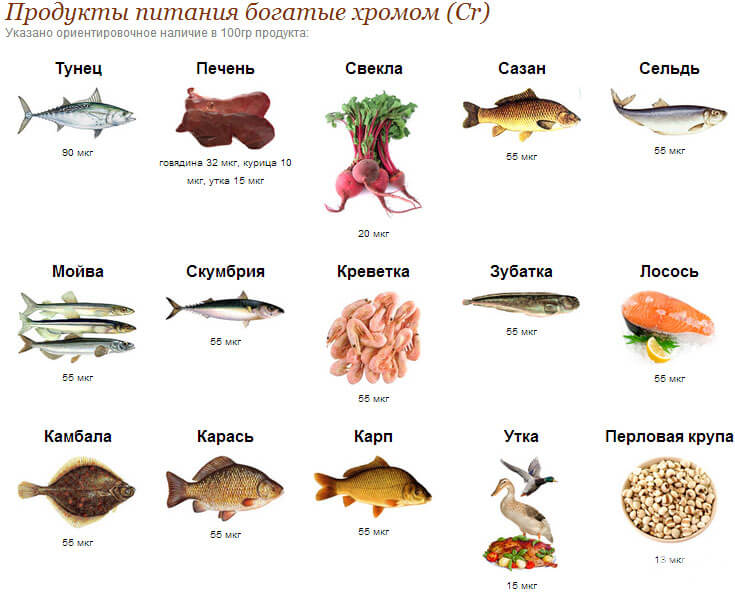 Продукты питания богатые хромом (Cr)
Указано ориентировочное наличие в 100гр продукта:
Тунец
90 мкг
Печень
говядина 32 мкг, курица 10
мкг, утка 15 мкг
Свекла
20 мкг
Сазан
55 мкг
Сельдь
55 мкг
Мойва
55 мкг
Скумбрия
55 мкг
Креветка
55 мкг
Зубатка
55 мкг
Лосось
55 мкг
Камбала
55 мкг
Карась
55 мкг
Карп
55 мкг
Утка
15 мкг
Перловая крупа
13 мкг